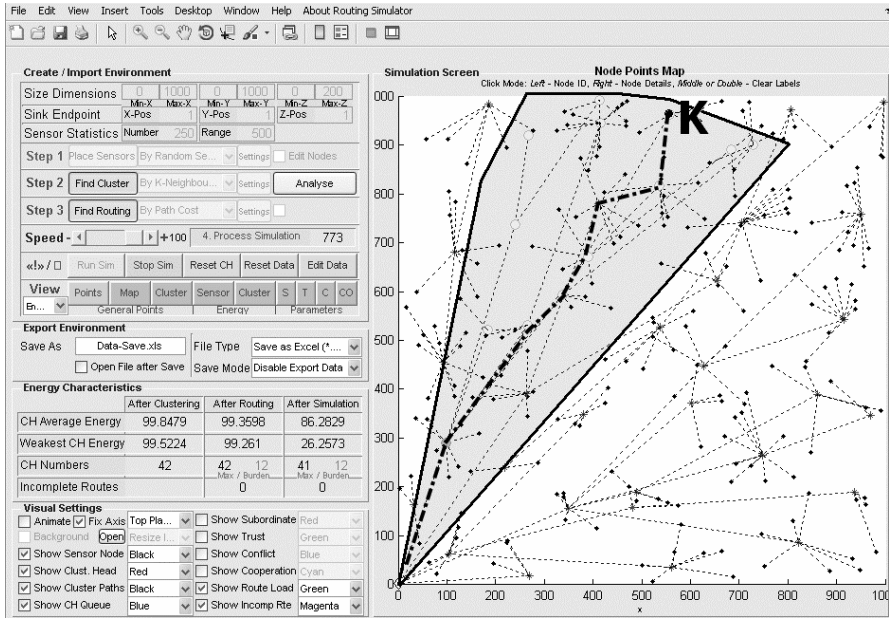 File Edit View Insert Tools Desktop Window Help About Routing Simulator
Create / Import Environment
Size Dimensions 0 1000 0 1000 0 200
Min-X Max-X Min-Y Max-Y Min-Z Max-Z
Sink Endpoint X-Pos 1 Y-Pos 1 Z-Pos 1
Sensor Statistics Number 250 Range 500
Step 1 Place Sensors By Random Se... Settings Edit Nodes
Step 2 Find Cluster By K-Neighbou... Settings Analyse
Step 3 Find Routing By Path Cost Settings
Speed - +100 4. Process Simulation 773
«!» / Run Sim Stop Sim Reset CH Reset Data Edit Data
View Points Map Cluster Sensor Cluster S T C CO
En... General Points Energy Parameters
Export Environment
Save As Data-Save.xls File Type Save as Excel (*....
Open File after Save Save Mode Disable Export Data
Energy Characteristics
After Clustering After Routing After Simulation
CH Average Energy 99.8479 99.3598 86.2829
Weakest CH Energy 99.5224 99.261 26.2573
CH Numbers 42 42 12 41 12
Max / Burden Max / Burden
Incomplete Routes 0 0
Visual Settings
Animate Fix Axis Top Pla... Show Subordinate Red
Background Open Resize I... Show Trust Green
Show Sensor Node Black Show Conflict Blue
Show Clust. Head Red Show Cooperation Cyan
Show Cluster Paths Black Show Route Load Green
Show CH Queue Blue Show Incomp Rte Magenta
Simulation Screen
Node Points Map
Click Mode: Left - Node ID, Right - Node Details, Middle or Double - Clear Labels
K
000
900
800
700
600
500
400
300
200
100
0
0 100 200 300 400 500 600 700 800 900 100
x